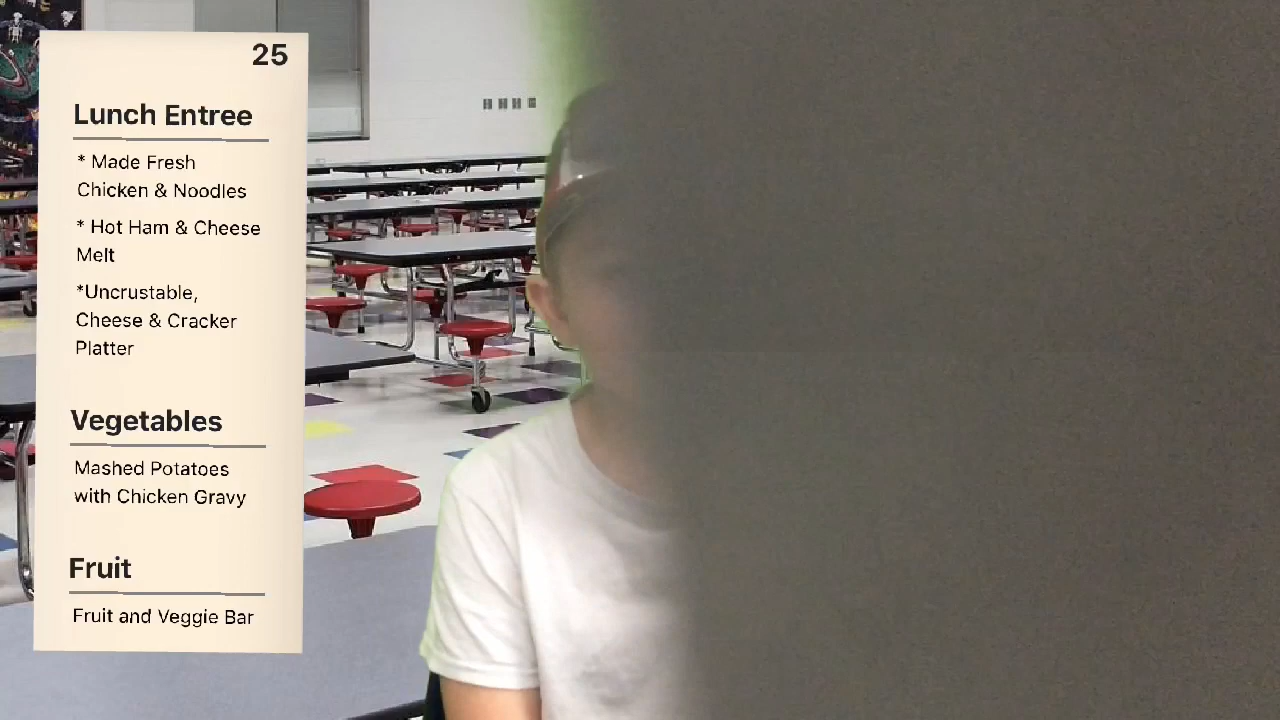 25
Lunch Entree
* Made Fresh
Chicken & Noodles
* Hot Ham & Cheese
Melt
*Uncrustable,
Cheese & Cracker
Platter
Vegetables
Mashed Potatoes
with Chicken Gravy
Fruit
Fruit and Veggie Bar